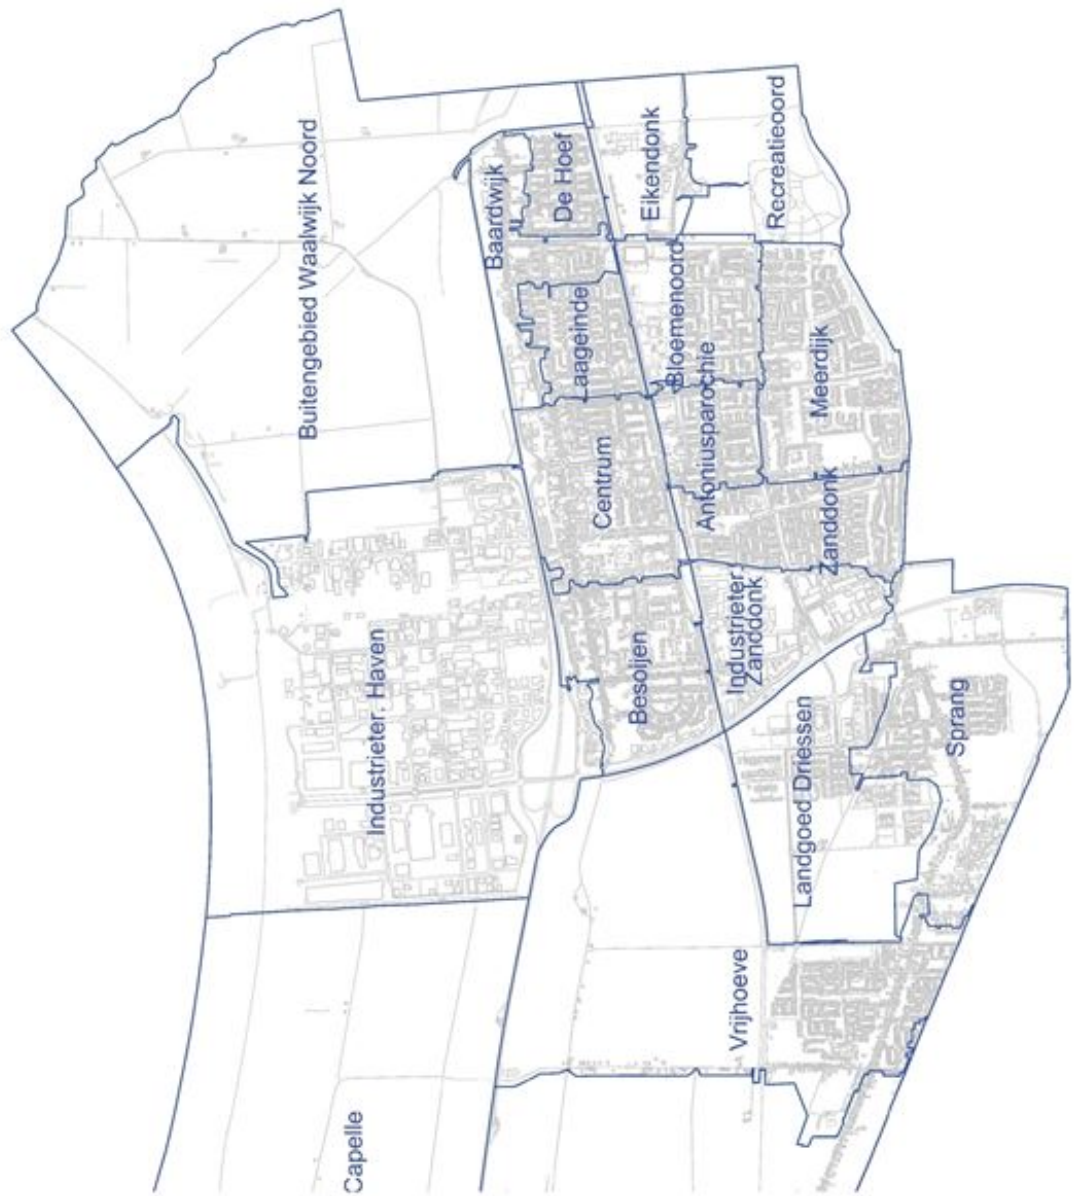 Capelle
Industrieter. Haven
Buitengebied Waalwijk Noord
Baardwijk
De Hoef
Laageinde
Centrum
Besoijen
Eikendonk
Recreatieoord
Bloemenoord
Antoniusparochie
Meerdijk
Zanddonk
Industrieter.
Zanddonk
Landgoed Driessen
Sprang
Vrijhoeve